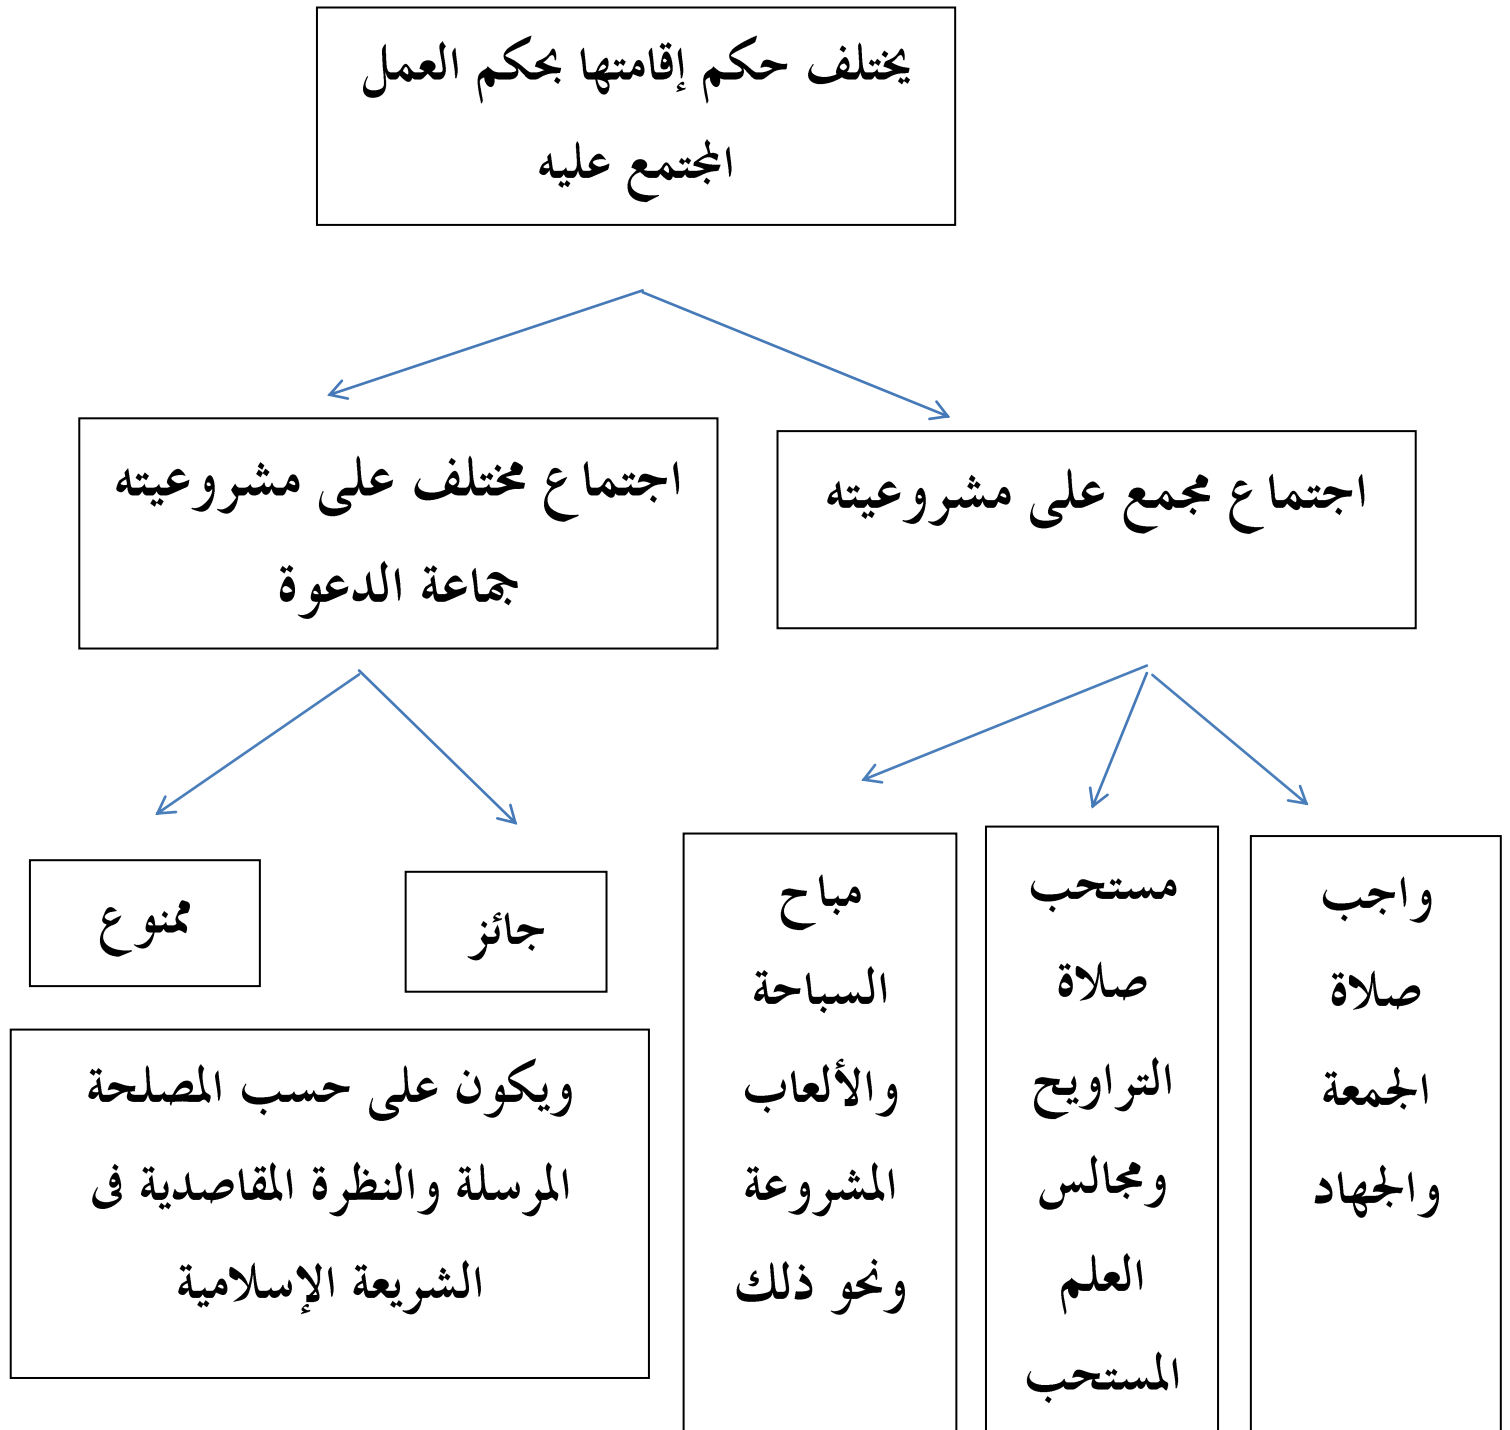 يختلف حكم إقامتها بحكم العمل
المجتمع عليه
اجتماع مجمع على مشروعيته
اجتماع مختلف على مشروعيته
جماعة الدعوة
واجب
صلاة
الجمعة
والجهاد
مستحب
صلاة
التراويح
ومجالس
العلم
المستحب
مباح
السباحة
والألعاب
المشروعة
ونحو ذلك
جائز
ممنوع
ويكون على حسب المصلحة
المرسلة والنظرة المقاصدية فى
الشريعة الإسلامية